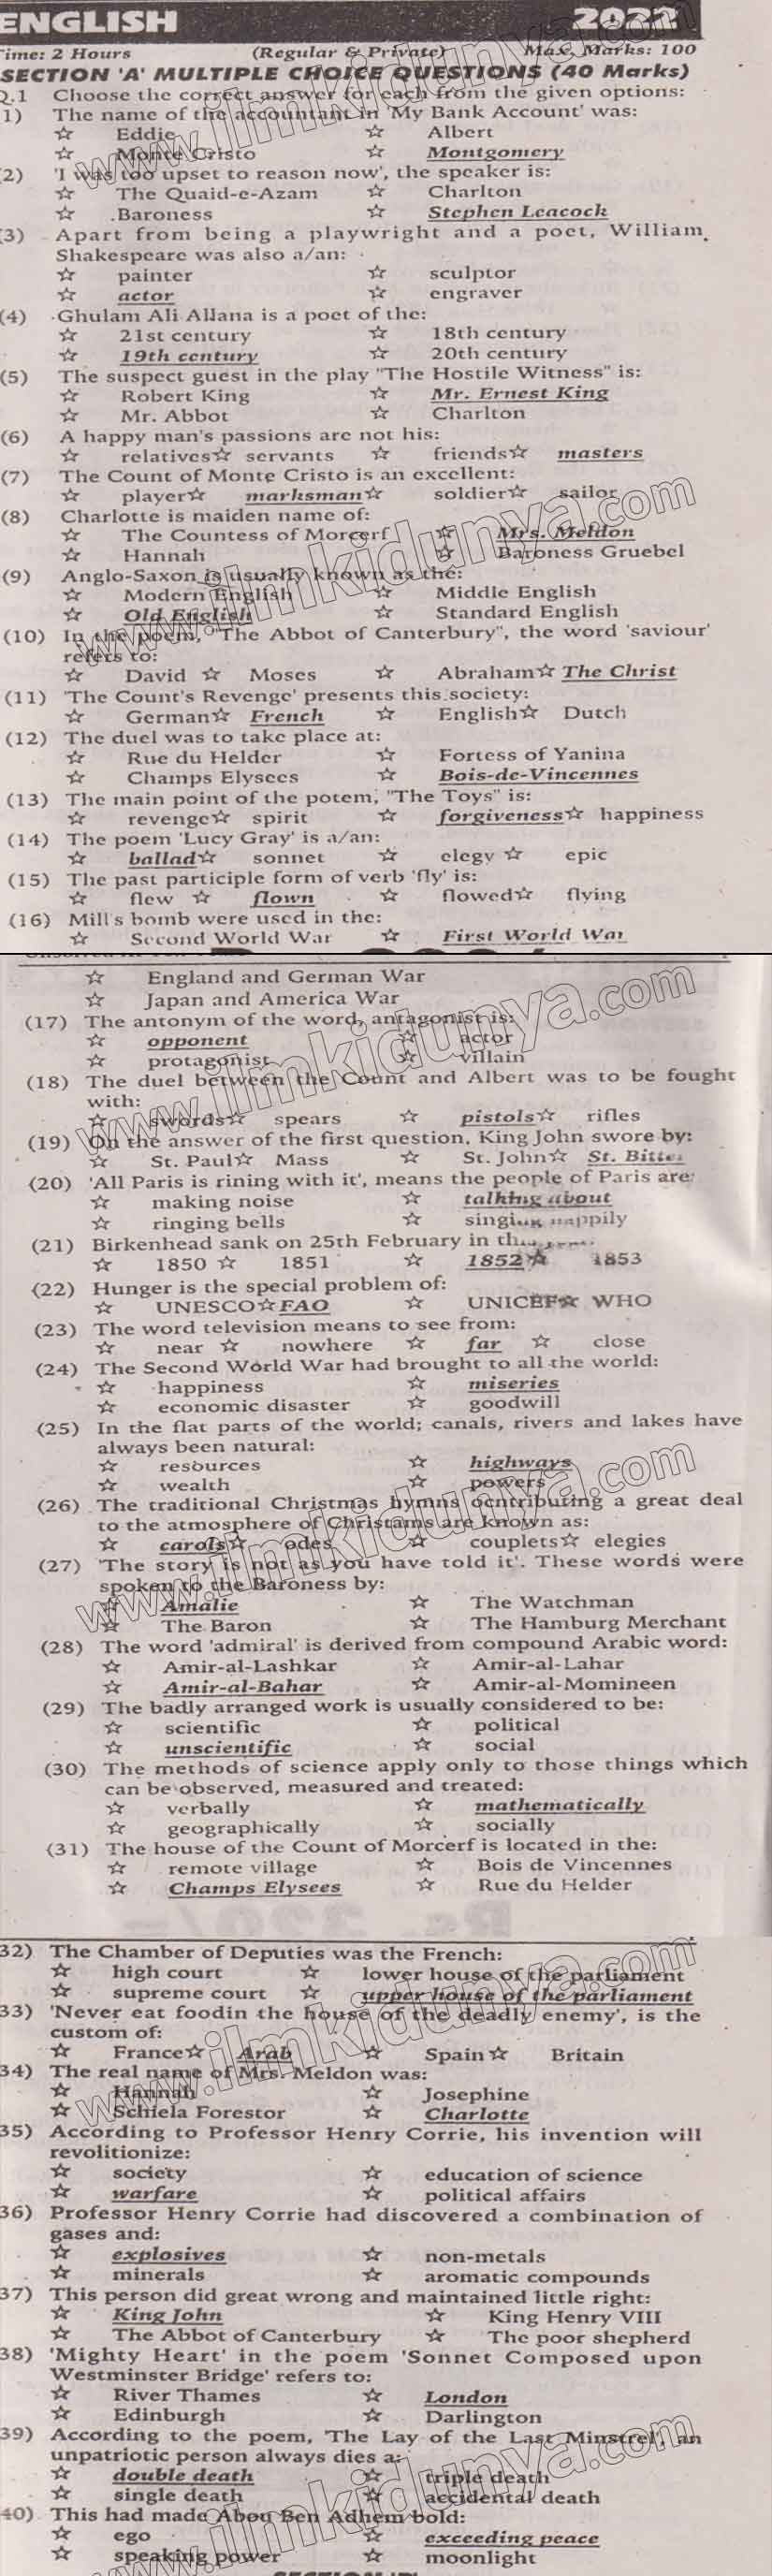 ENGLISH 2022
Time: 2 Hours (Regular & Private) Max. Marks: 100
SECTION 'A' MULTIPLE CHOICE QUESTIONS (40 Marks)
Q.1 Choose the correct answer for each from the given options:
1) The name of the accountant in 'My Bank Account' was:
☆ Eddie ☆ Albert
☆ Monte Cristo ☆ Montgomery
(2) 'I was too upset to reason now', the speaker is:
☆ The Quaid-e-Azam ☆ Charlton
☆ Baroness ☆ Stephen Leacock
(3) Apart from being a playwright and a poet, William
Shakespeare was also a/an:
☆ painter ☆ sculptor
☆ actor ☆ engraver
(4) Ghulam Ali Allana is a poet of the:
☆ 21st century ☆ 18th century
☆ 19th century ☆ 20th century
(5) The suspect guest in the play "The Hostile Witness" is:
☆ Robert King ☆ Mr. Ernest King
☆ Mr. Abbot ☆ Charlton
(6) A happy man's passions are not his:
☆ relatives☆ servants ☆ friends☆ masters
(7) The Count of Monte Cristo is an excellent:
☆ player☆ marksman☆ soldier☆ sailor
(8) Charlotte is maiden name of:
☆ The Countess of Morcerf ☆ Mrs. Meldon
☆ Hannah ☆ Baroness Gruebel
(9) Anglo-Saxon is usually known as the:
☆ Modern English ☆ Middle English
☆ Old English ☆ Standard English
(10) In the poem, "The Abbot of Canterbury", the word 'saviour'
refers to:
☆ David ☆ Moses ☆ Abraham☆ The Christ
(11) 'The Count's Revenge' presents this society:
☆ German☆ French ☆ English☆ Dutch
(12) The duel was to take place at:
☆ Rue du Helder ☆ Fortess of Yanina
☆ Champs Elysees ☆ Bois-de-Vincennes
(13) The main point of the potem, "The Toys" is:
☆ revenge☆ spirit ☆ forgiveness☆ happiness
(14) The poem 'Lucy Gray' is a/an:
☆ ballad☆ sonnet ☆ elegy ☆ epic
(15) The past participle form of verb 'fly' is:
☆ flew ☆ flown ☆ flowed☆ flying
(16) Mill's bomb were used in the:
☆ Second World War ☆ First World War
☆ England and German War
☆ Japan and America War
(17) The antonym of the word, antagonist is:
☆ opponent ☆ actor
☆ protagonist ☆ villain
(18) The duel between the Count and Albert was to be fought
with:
☆ swords☆ spears ☆ pistols☆ rifles
(19) On the answer of the first question, King John swore by:
☆ St. Paul☆ Mass ☆ St. John☆ St. Bittel
(20) 'All Paris is rining with it', means the people of Paris are:
☆ making noise ☆ talking about
☆ ringing bells ☆ singing happily
(21) Birkenhead sank on 25th February in
☆ 1850 ☆ 1851 ☆ 1852☆ 1853
(22) Hunger is the special problem of:
☆ UNESCO☆FAO ☆ UNICEF☆ WHO
(23) The word television means to see from:
☆ near ☆ nowhere ☆ far ☆ close
(24) The Second World War had brought to all the world:
☆ happiness ☆ miseries
☆ economic disaster ☆ goodwill
(25) In the flat parts of the world; canals, rivers and lakes have
always been natural:
☆ resources ☆ highways
☆ wealth ☆ powers
(26) The traditional Christmas hymns ocntributing a great deal
to the atmosphere of Christams are known as:
☆ carols☆ odes ☆ couplets☆ elegies
(27) 'The story is not as you have told it'. These words were
spoken to the Baroness by:
☆ Amalie ☆ The Watchman
☆ The Baron ☆ The Hamburg Merchant
(28) The word 'admiral' is derived from compound Arabic word:
☆ Amir-al-Lashkar ☆ Amir-al-Lahar
☆ Amir-al-Bahar ☆ Amir-al-Momineen
(29) The badly arranged work is usually considered to be:
☆ scientific ☆ political
☆ unscientific ☆ social
(30) The methods of science apply only to those things which
can be observed, measured and treated:
☆ verbally ☆ mathematically
☆ geographically ☆ socially
(31) The house of the Count of Morcerf is located in the:
☆ remote village ☆ Bois de Vincennes
☆ Champs Elysees ☆ Rue du Helder
32) The Chamber of Deputies was the French:
☆ high court ☆ lower house of the parliament
☆ supreme court ☆ upper house of the parliament
33) 'Never eat foodin the house of the deadly enemy', is the
custom of:
☆ France☆ Arab ☆ Spain☆ Britain
34) The real name of Mrs. Meldon was:
☆ Hannah ☆ Josephine
☆ Schiela Forestor ☆ Charlotte
35) According to Professor Henry Corrie, his invention will
revolitionize:
☆ society ☆ education of science
☆ warfare ☆ political affairs
36) Professor Henry Corrie had discovered a combination of
gases and:
☆ explosives ☆ non-metals
☆ minerals ☆ aromatic compounds
37) This person did great wrong and maintained little right:
☆ King John ☆ King Henry VIII
☆ The Abbot of Canterbury ☆ The poor shepherd
38) 'Mighty Heart' in the poem 'Sonnet Composed upon
Westminster Bridge' refers to:
☆ River Thames ☆ London
☆ Edinburgh ☆ Darlington
39) According to the poem, 'The Lay of the Last Minstrel', an
unpatriotic person always dies a:
☆ double death ☆ triple death
☆ single death ☆ accidental death
40) This had made Abou Ben Adhem bold:
☆ ego ☆ exceeding peace
☆ speaking power ☆ moonlight
www.ilmkidunya.com
www.ilmkidunya.com
www.ilmkidunya.com
www.ilmkidunya.com
www.ilmkidunya.com
www.ilmkidunya.com